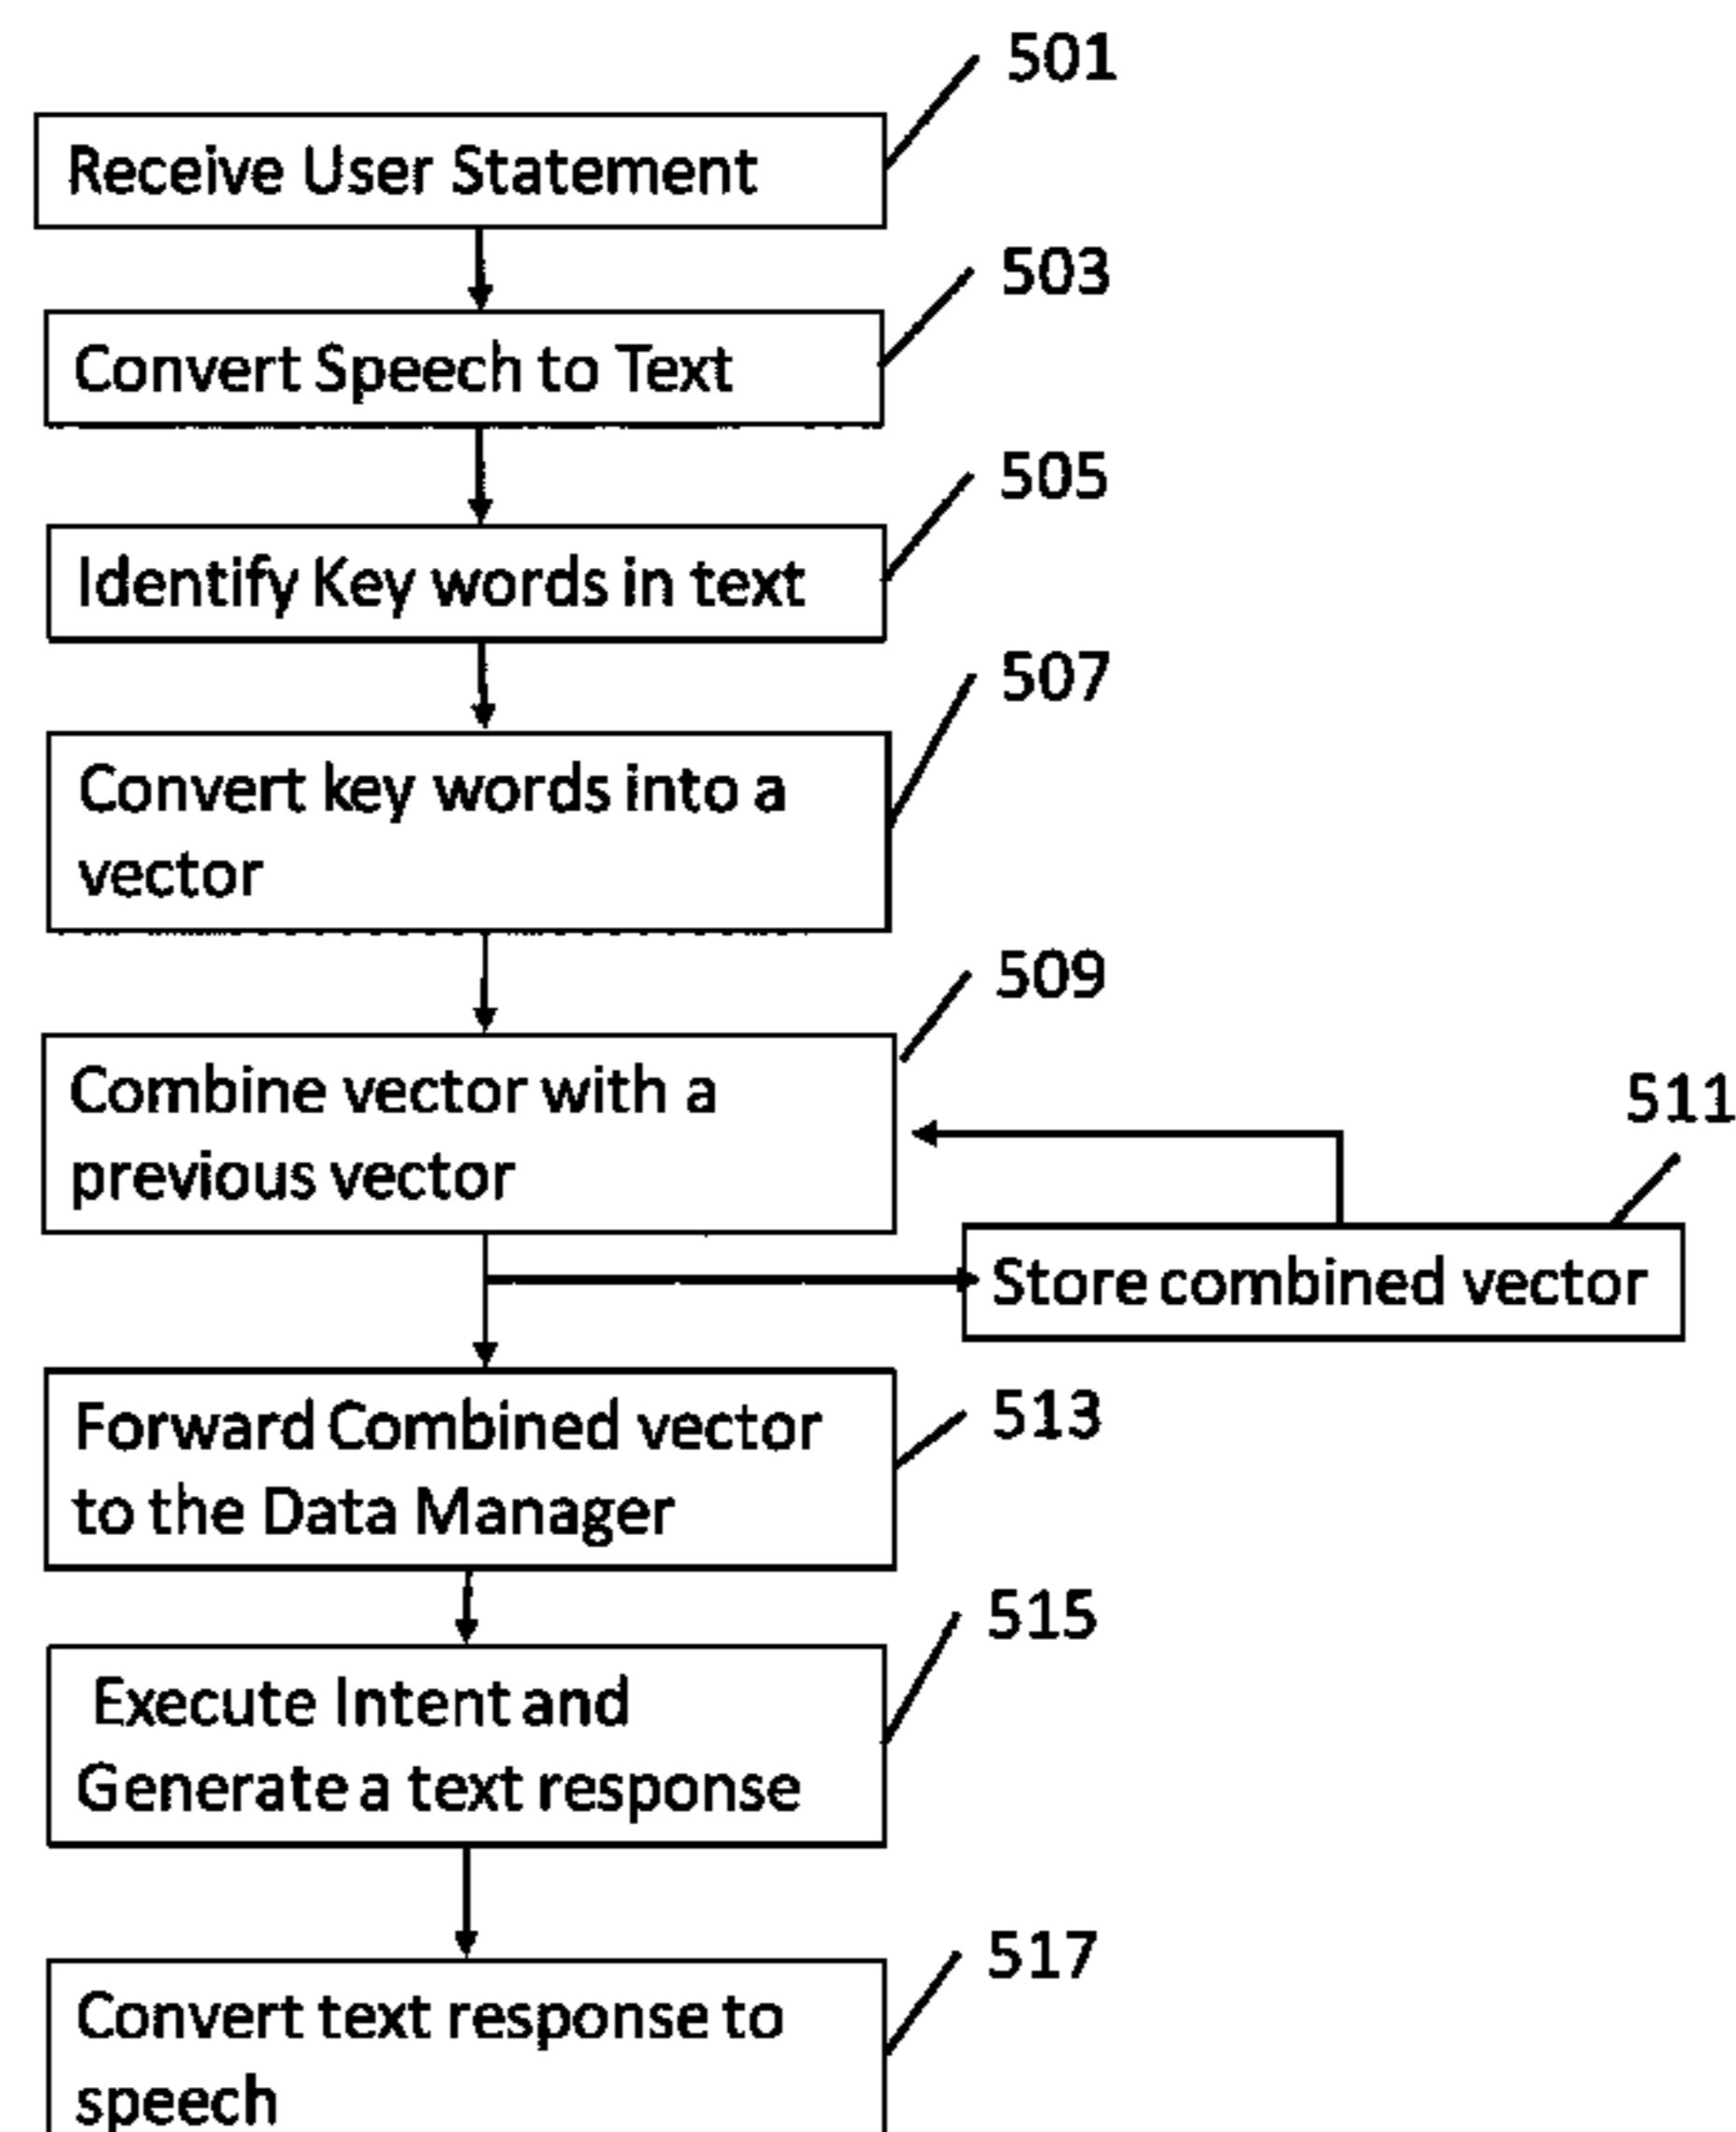 501
Receive User Statement
503
Convert Speech to Text
505
Identify Key words in text
507
Convert key words into a
vector
509
Combine vector with a
previous vector
511
Store combined vector
513
Forward Combined vector
to the Data Manager
515
Execute Intent and
Generate a text response
517
Convert text response to
speech